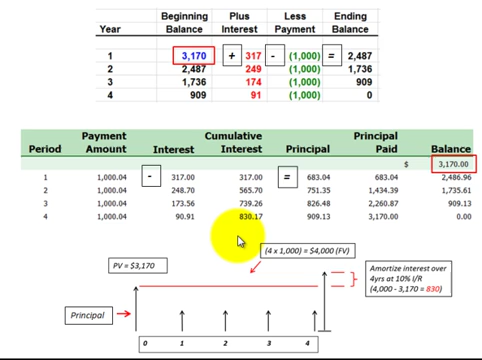 Beginning Plus Less Ending
Year Balance Interest Payment Balance
1 3,170 + 317 - (1,000) = 2,487
2 2,487 249 (1,000) 1,736
3 1,736 174 (1,000) 909
4 909 91 (1,000) 0
Payment Cumulative Principal
Period Amount Interest Interest Principal Paid Balance
$ 3,170.00
1 1,000.04 - 317.00 317.00 = 683.04 683.04 2,486.96
2 1,000.04 248.70 565.70 751.35 1,434.39 1,735.61
3 1,000.04 173.56 739.26 826.48 2,260.87 909.13
4 1,000.04 90.91 830.17 909.13 3,170.00 0.00
(4 x 1,000) = $4,000 (FV)
PV = $3,170
Amortize interest over
4yrs at 10% I/R
(4,000 - 3,170 = 830)
Principal
0 1 2 3 4